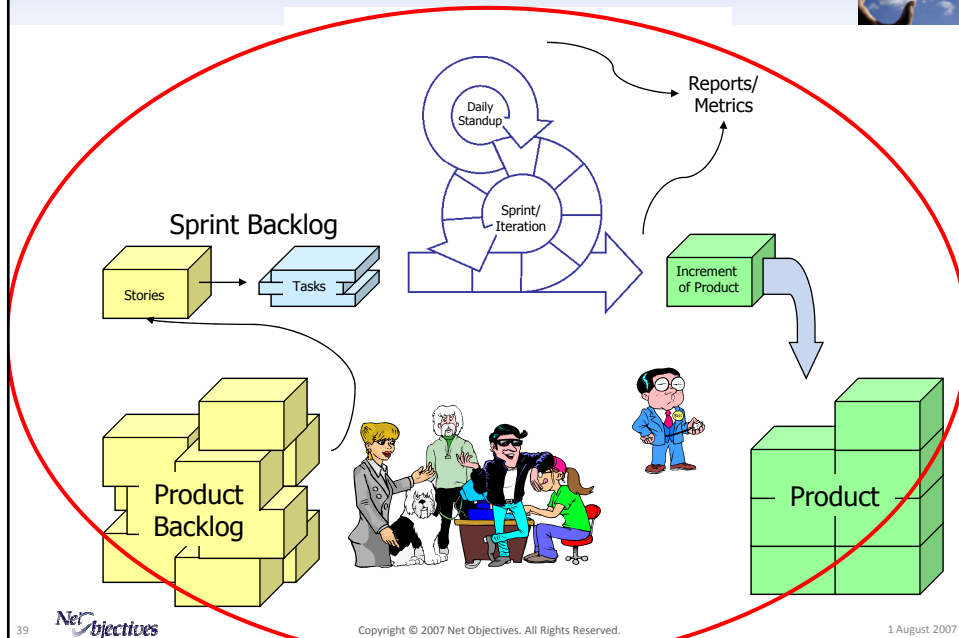 Reports/
Metrics
Daily
Standup
Sprint/
Iteration
Sprint Backlog
Stories
Tasks
Increment
of Product
Product
Backlog
Product
39
Net Objectives
Copyright © 2007 Net Objectives. All Rights Reserved.
1 August 2007